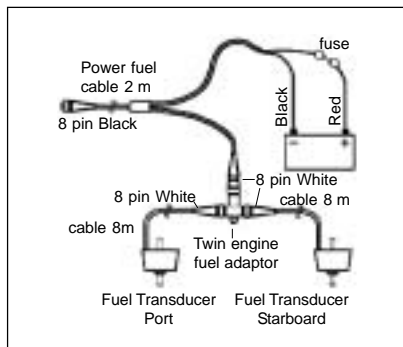 fuse
Power fuel
cable 2 m
8 pin Black
Black
Red
8 pin White
cable 8 m
8 pin White
cable 8m
Twin engine
fuel adaptor
Fuel Transducer
Port
Fuel Transducer
Starboard